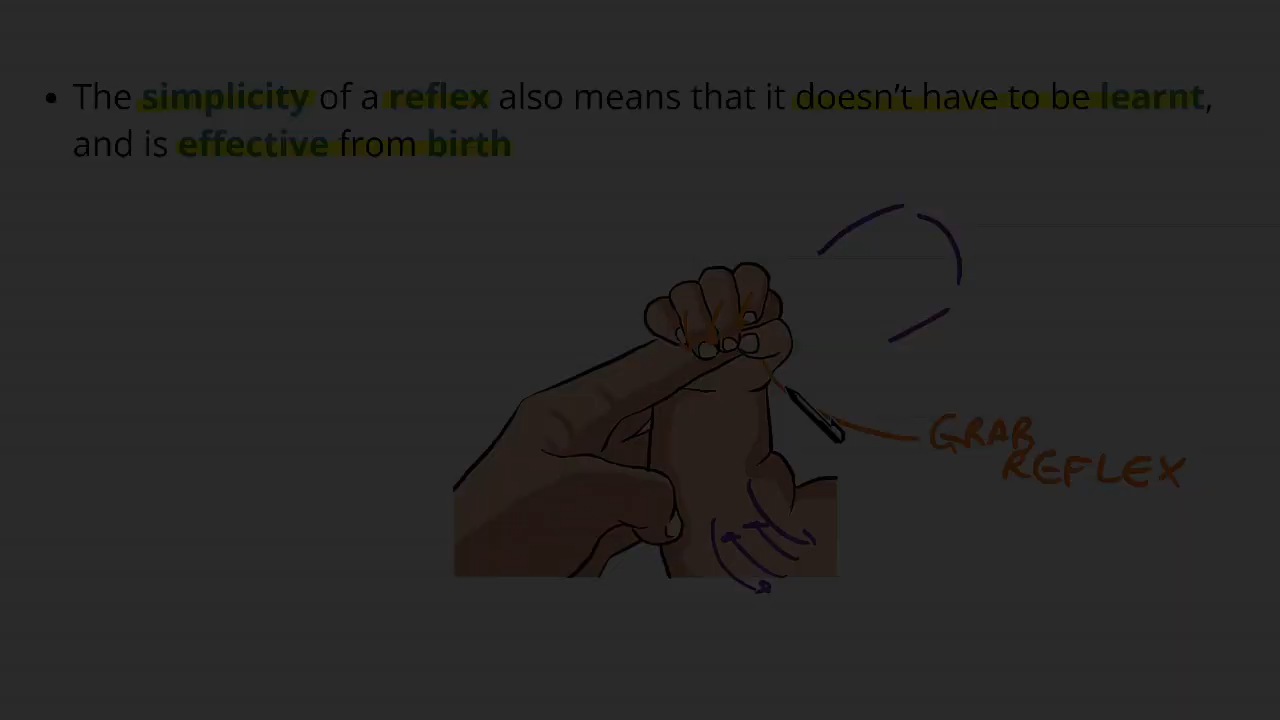 The simplicity of a reflex also means that it doesn't have to be learnt,
and is effective from birth
GRAB
REFLEX